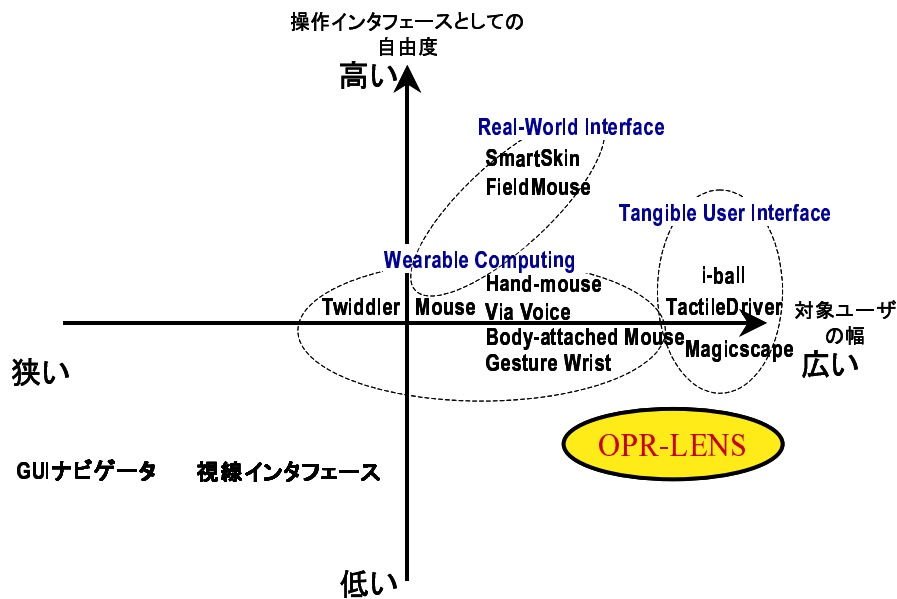 操作インタフェースとしての
自由度
高い
Real-World Interface
SmartSkin
FieldMouse
Tangible User Interface
Wearable Computing
i-ball
Hand-mouse
Twiddler
Mouse
Via Voice
TactileDriver
対象ユーザ
の幅
Body-attached Mouse
Magicscape
Gesture Wrist
狭い
広い
OPR-LENS
GUIナビゲータ
視線インタフェース
低い